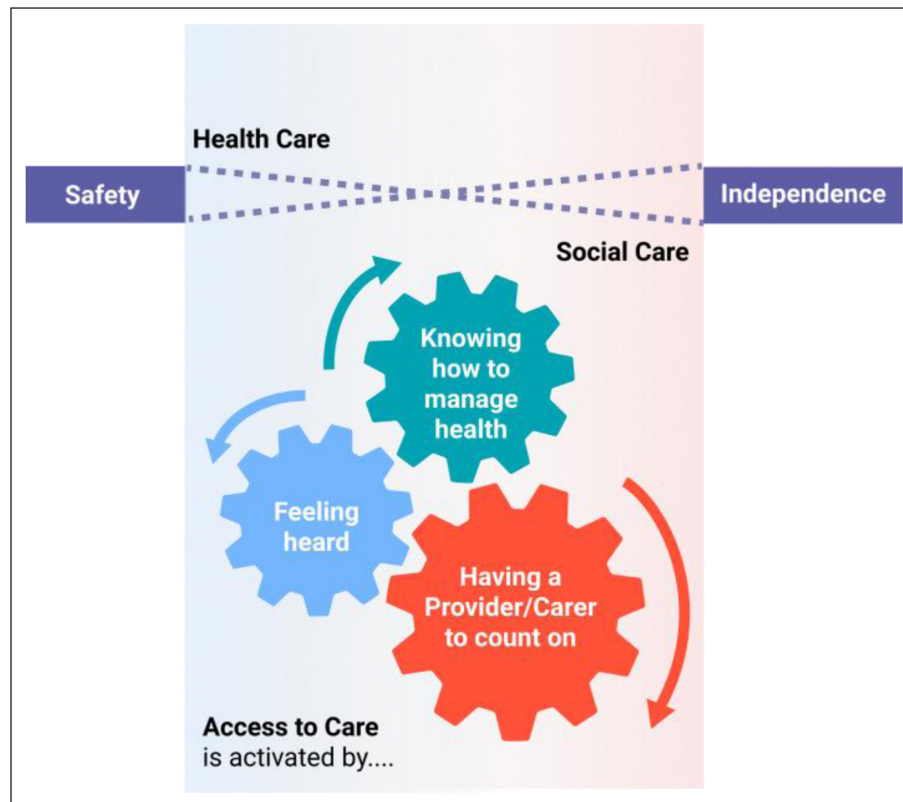 Health Care
Safety
Independence
Social Care
Knowing
how to
manage
health
Feeling
heard
Having a
Provider/Carer
to count on
Access to Care
is activated by....